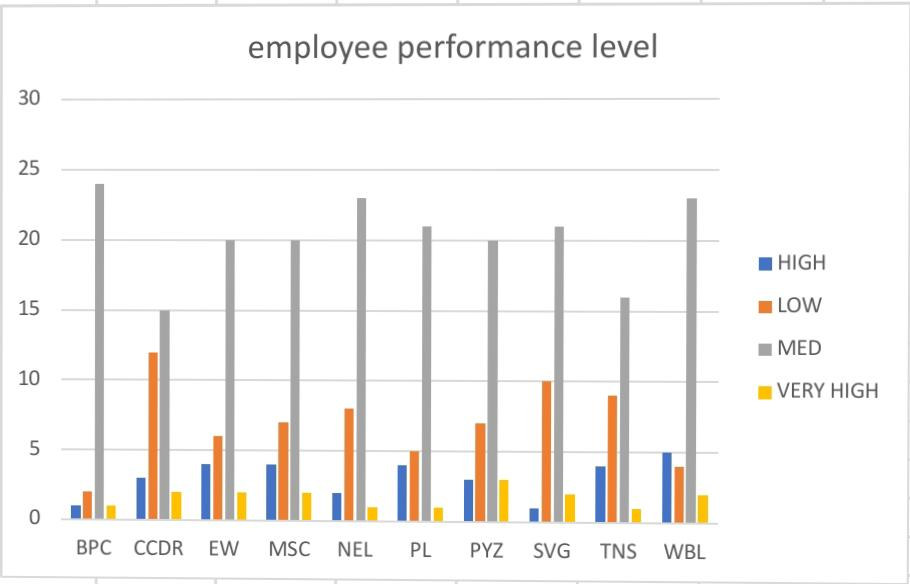 employee performance level
30
25
20
15
10
5
0
BPC CCDR EW MSC NEL PL PYZ SVG TNS WBL
HIGH
LOW
MED
VERY HIGH